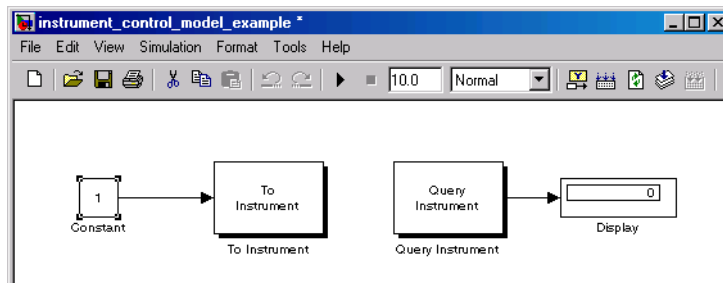 instrument_control_model_example *
File Edit View Simulation Format Tools Help
10.0 Normal
1
Constant
To
Instrument
To Instrument
Query
Instrument
Query Instrument
0
Display